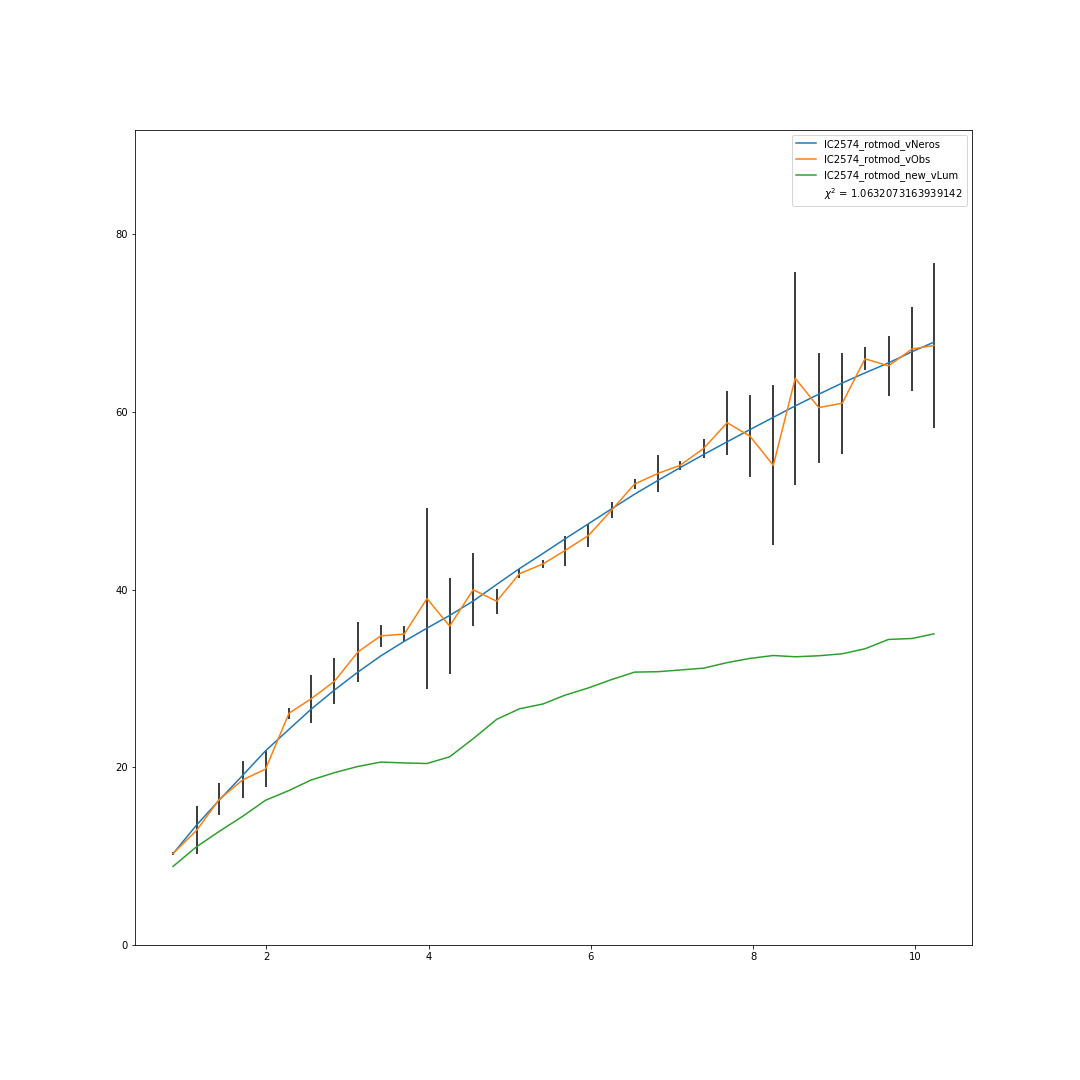 IC2574_rotmod_vNeros
IC2574_rotmod_vObs
IC2574_rotmod_new_vLum
χ² = 1.0632073163939142
80
60
40
20
0
2 4 6 8 10